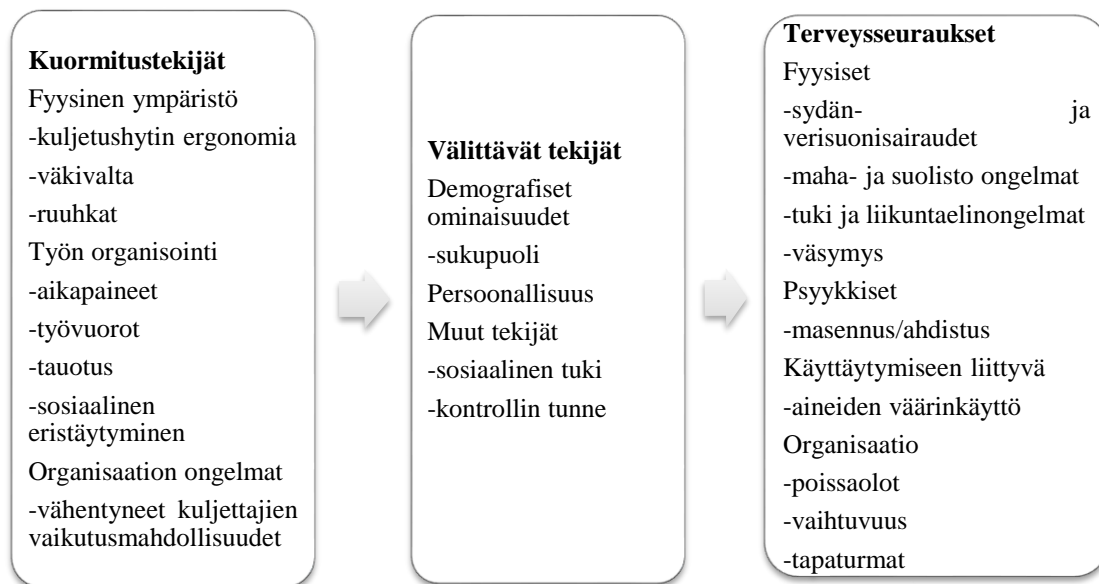 Kuormitustekijät
Fyysinen ympäristö
-kuljetushytin ergonomia
-väkivalta
-ruuhkat
Työn organisointi
-aikapaineet
-työvuorot
-tauotus
-sosiaalinen
eristäytyminen
Organisaation ongelmat
-vähentyneet kuljettajien
vaikutusmahdollisuudet
Välittävät tekijät
Demografiset
ominaisuudet
-sukupuoli
Persoonallisuus
Muut tekijät
-sosiaalinen tuki
-kontrollin tunne
Terveysseuraukset
Fyysiset
-sydän- ja
verisuonisairaudet
-maha- ja suolisto ongelmat
-tuki ja liikuntaelinongelmat
-väsymys
Psyykkiset
-masennus/ahdistus
Käyttäytymiseen liittyvä
-aineiden väärinkäyttö
Organisaatio
-poissaolot
-vaihtuvuus
-tapaturmat